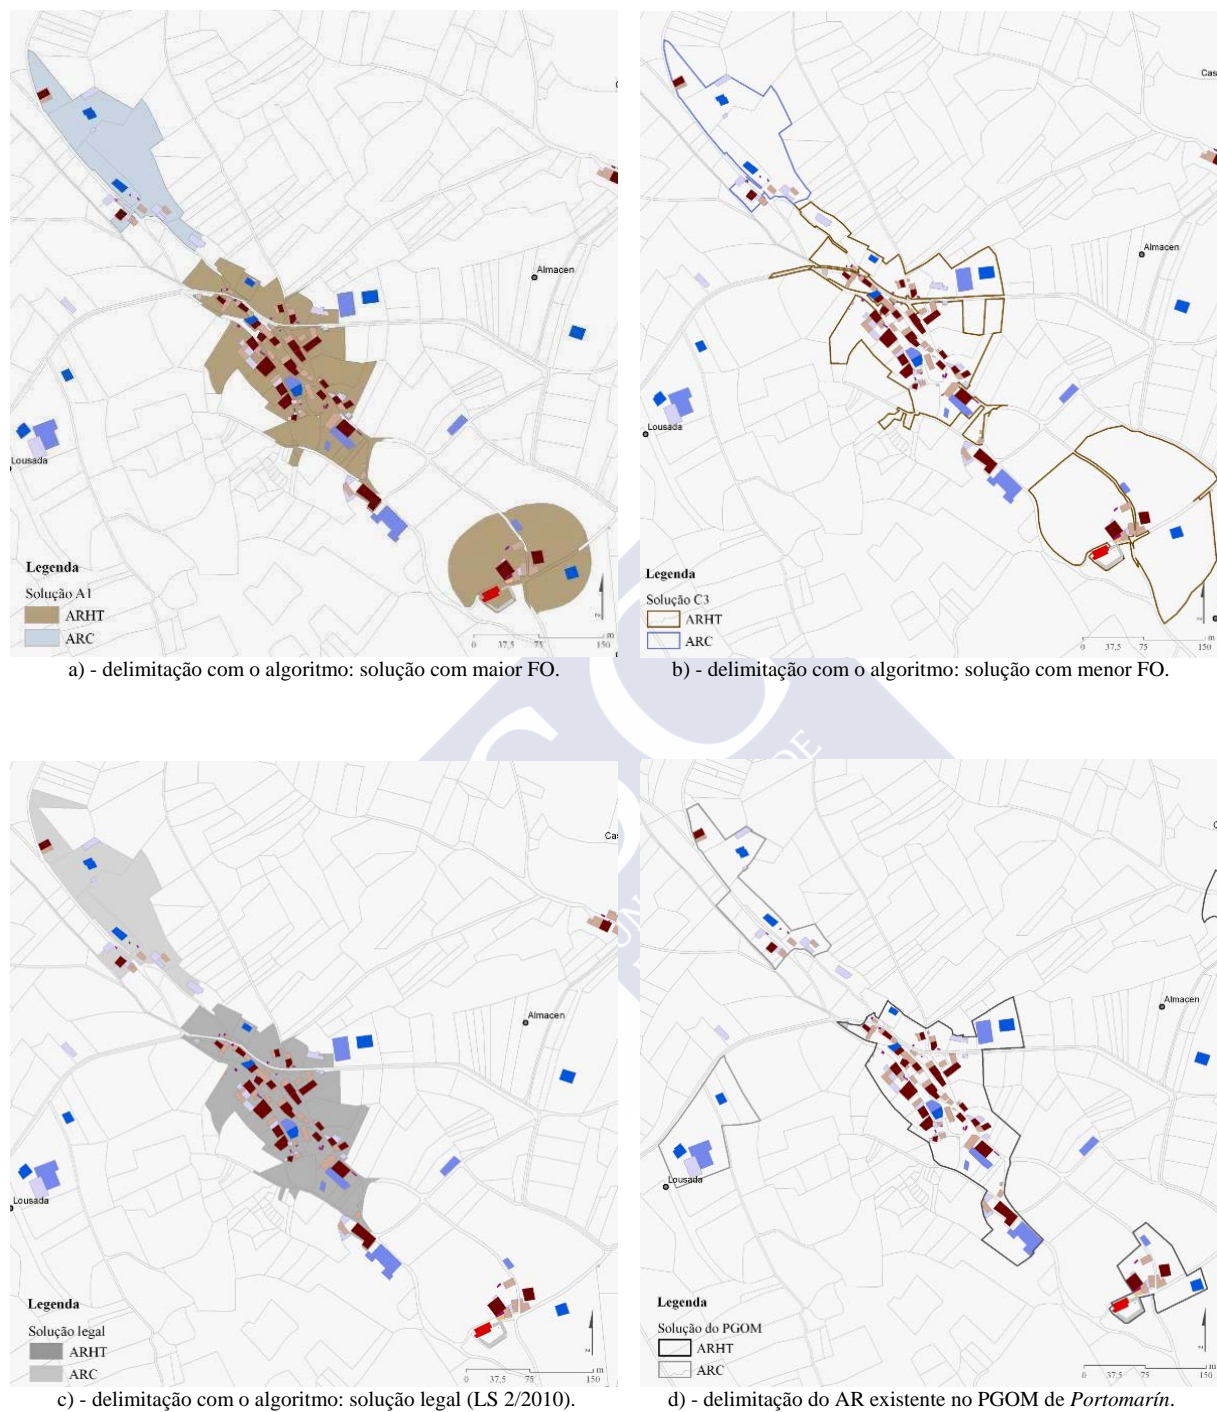 Cas
Almacen
Lousada
Legenda
Solução A1
ARHT
ARC
0 37,5 75 150 m
a) - delimitação com o algoritmo: solução com maior FO.
Cas
Almacen
Lousada
Legenda
Solução C3
ARHT
ARC
0 37,5 75 150 m
b) - delimitação com o algoritmo: solução com menor FO.
Cas
Almacen
Lousada
Legenda
Solução legal
ARHT
ARC
0 37,5 75 150 m
c) - delimitação com o algoritmo: solução legal (LS 2/2010).
Almacen
Lousada
Legenda
Solução do PGOM
ARHT
ARC
0 37,5 75 150 m
d) - delimitação do AR existente no PGOM de Portomarín.